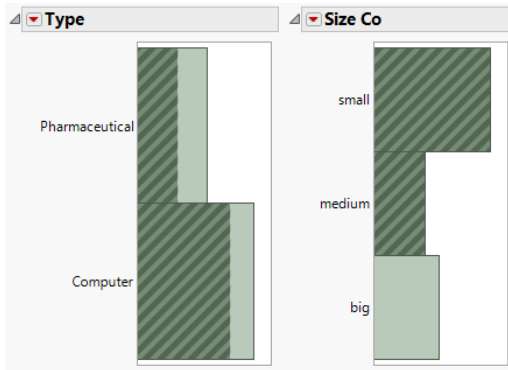 Type
Pharmaceutical
Computer
Size Co
small
medium
big